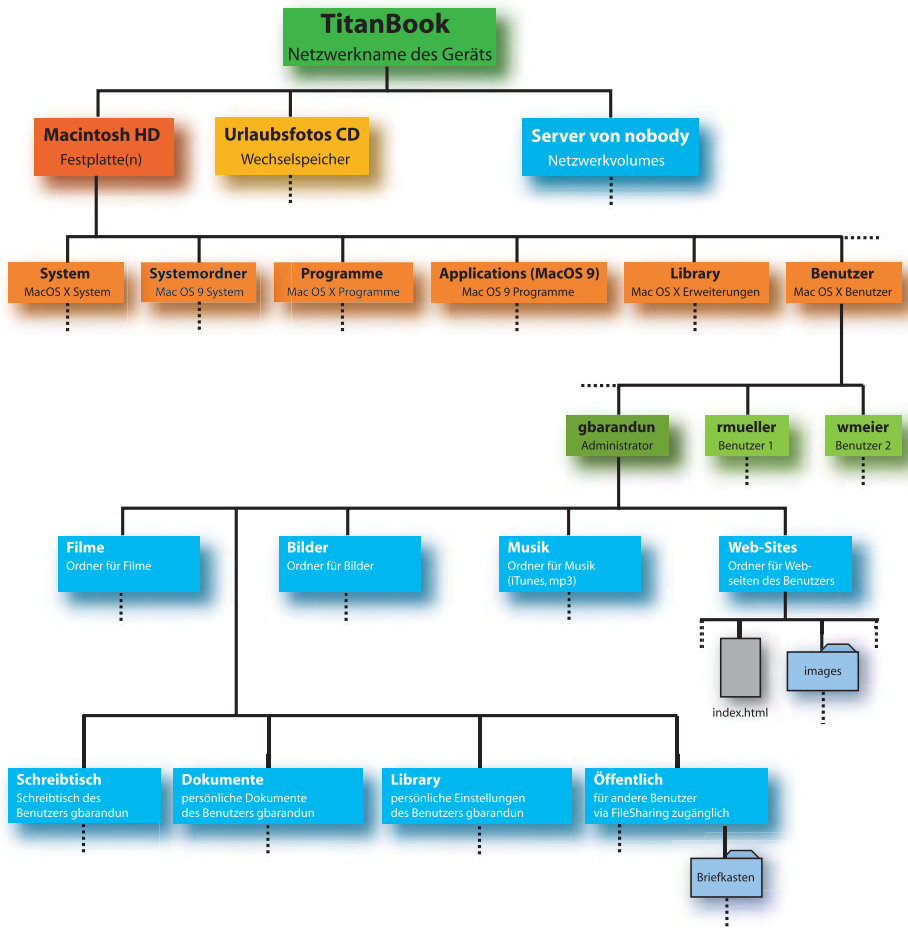 TitanBook
Netzwerkname des Geräts
Macintosh HD
Festplatte(n)
Urlaubsfotos CD
Wechselspeicher
Server von nobody
Netzwerkvolumes
System
MacOS X System
Systemordner
Mac OS 9 System
Programme
Mac OS X Programme
Applications (MacOS 9)
Mac OS 9 Programme
Library
Mac OS X Erweiterungen
Benutzer
Mac OS X Benutzer
gbarandun
Administrator
rmueller
Benutzer 1
wmeier
Benutzer 2
Filme
Ordner für Filme
Bilder
Ordner für Bilder
Musik
Ordner für Musik
(iTunes, mp3)
Web-Sites
Ordner für Web-
seiten des Benutzers
index.html
images
Schreibtisch
Schreibtisch des
Benutzers gbarandun
Dokumente
persönliche Dokumente
des Benutzers gbarandun
Library
persönliche Einstellungen
des Benutzers gbarandun
Öffentlich
für andere Benutzer
via FileSharing zugänglich
Briefkasten